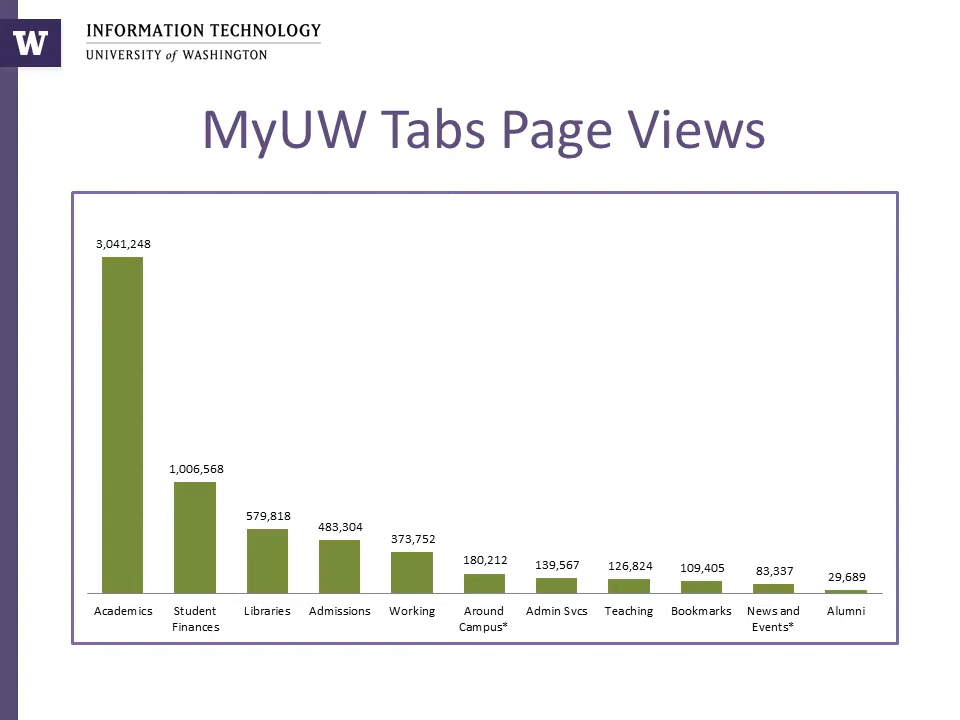 W
INFORMATION TECHNOLOGY
UNIVERSITY of WASHINGTON
MyUW Tabs Page Views
3,041,248
1,006,568
579,818
483,304
373,752
180,212
139,567
126,824
109,405
83,337
29,689
Academics
Student
Finances
Libraries
Admissions
Working
Around
Campus*
Admin Svcs
Teaching
Bookmarks
News and
Events*
Alumni